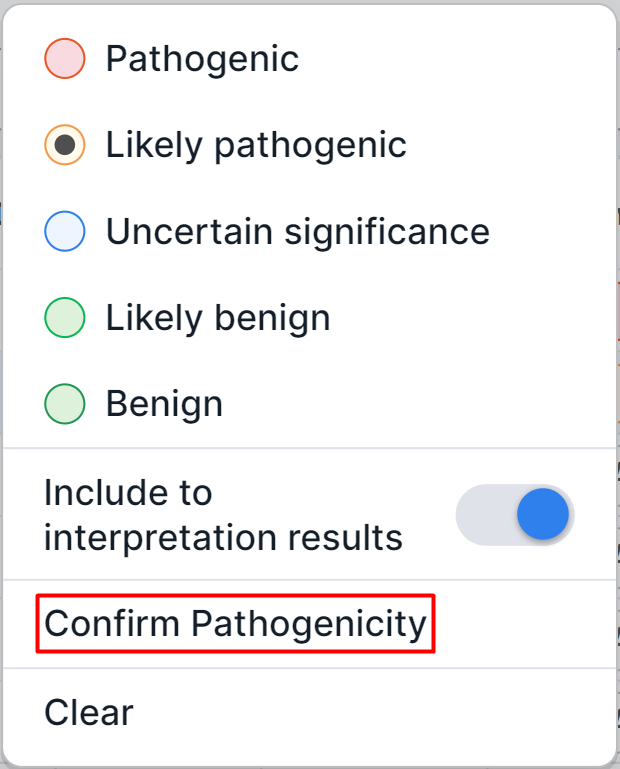 Pathogenic
Likely pathogenic
Uncertain significance
Likely benign
Benign
Include to
interpretation results
Confirm Pathogenicity
Clear